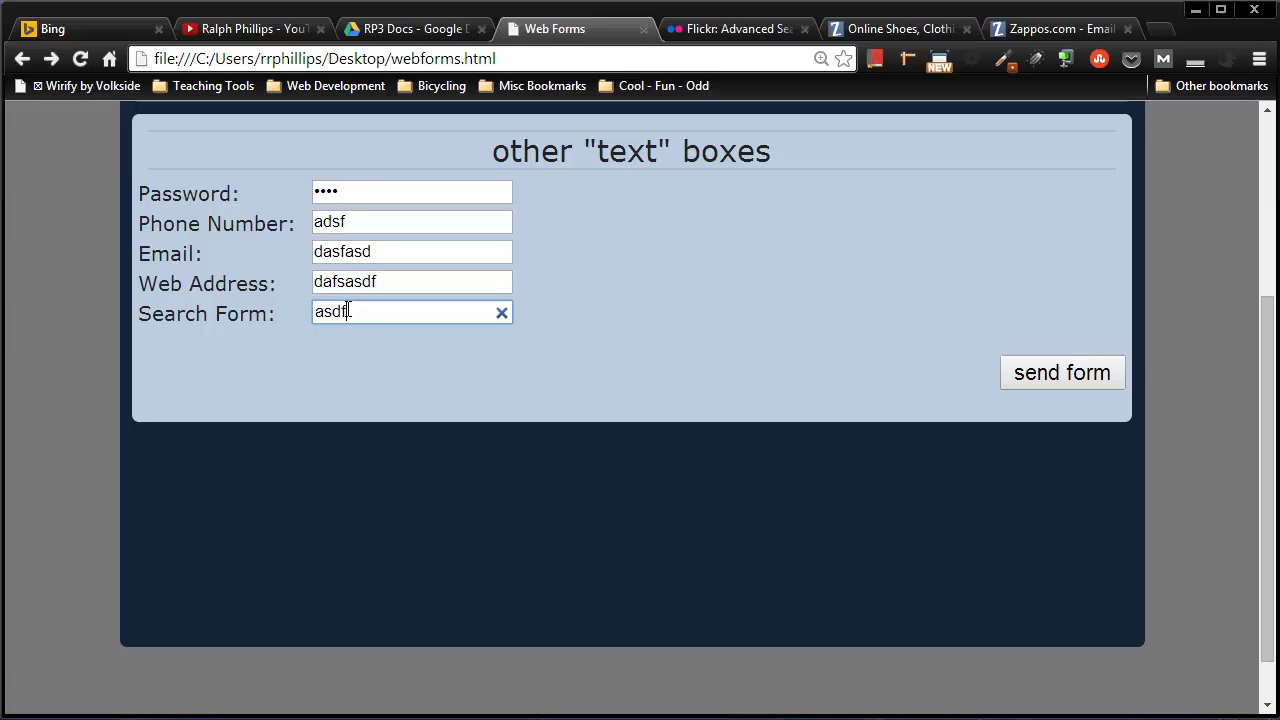 Bing
Ralph Phillips - YouT
RP3 Docs - Google D
Web Forms
Flickr: Advanced Sea
Online Shoes, Clothi
Zappos.com - Email
file:///C:/Users/rrphillips/Desktop/webforms.html
NEW
M
Wirify by Volkside
Teaching Tools
Web Development
Bicycling
Misc Bookmarks
Cool - Fun - Odd
Other bookmarks
other "text" boxes
Password: ••••
Phone Number: adsf
Email: dasfasd
Web Address: dafsasdf
Search Form: asdf
send form